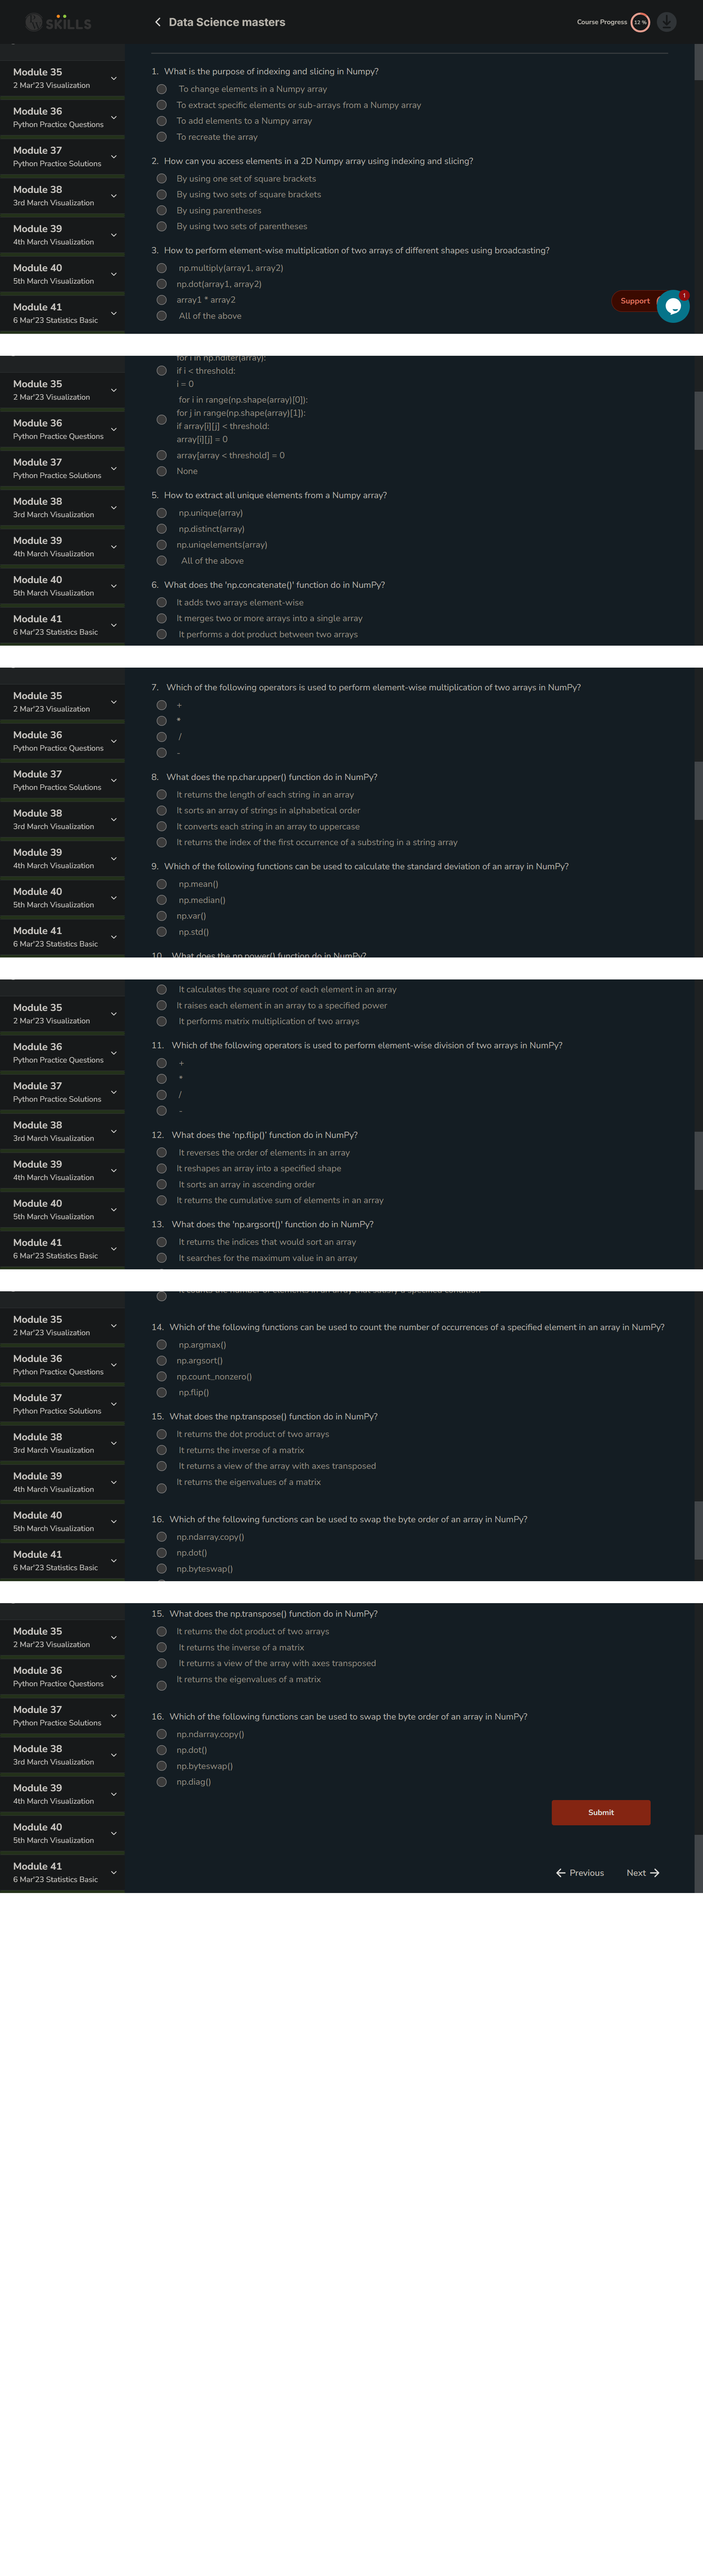 SKILLS
Data Science masters
Course Progress
12 %
Module 35
2 Mar'23 Visualization
Module 36
Python Practice Questions
Module 37
Python Practice Solutions
Module 38
3rd March Visualization
Module 39
4th March Visualization
Module 40
5th March Visualization
Module 41
6 Mar'23 Statistics Basic
1. What is the purpose of indexing and slicing in Numpy?
To change elements in a Numpy array
To extract specific elements or sub-arrays from a Numpy array
To add elements to a Numpy array
To recreate the array
2. How can you access elements in a 2D Numpy array using indexing and slicing?
By using one set of square brackets
By using two sets of square brackets
By using parentheses
By using two sets of parentheses
3. How to perform element-wise multiplication of two arrays of different shapes using broadcasting?
np.multiply(array1, array2)
np.dot(array1, array2)
array1 * array2
All of the above
Support
1
Module 35
2 Mar'23 Visualization
Module 36
Python Practice Questions
Module 37
Python Practice Solutions
Module 38
3rd March Visualization
Module 39
4th March Visualization
Module 40
5th March Visualization
Module 41
6 Mar'23 Statistics Basic
for i in np.nditer(array):
if i < threshold:
i = 0
for i in range(np.shape(array)[0]):
for j in range(np.shape(array)[1]):
if array[i][j] < threshold:
array[i][j] = 0
array[array < threshold] = 0
None
5. How to extract all unique elements from a Numpy array?
np.unique(array)
np.distinct(array)
np.uniqelements(array)
All of the above
6. What does the 'np.concatenate()' function do in NumPy?
It adds two arrays element-wise
It merges two or more arrays into a single array
It performs a dot product between two arrays
Module 35
2 Mar'23 Visualization
Module 36
Python Practice Questions
Module 37
Python Practice Solutions
Module 38
3rd March Visualization
Module 39
4th March Visualization
Module 40
5th March Visualization
Module 41
6 Mar'23 Statistics Basic
7. Which of the following operators is used to perform element-wise multiplication of two arrays in NumPy?
+
*
/
-
8. What does the np.char.upper() function do in NumPy?
It returns the length of each string in an array
It sorts an array of strings in alphabetical order
It converts each string in an array to uppercase
It returns the index of the first occurrence of a substring in a string array
9. Which of the following functions can be used to calculate the standard deviation of an array in NumPy?
np.mean()
np.median()
np.var()
np.std()
10. What does the np.power() function do in NumPy?
Module 35
2 Mar'23 Visualization
Module 36
Python Practice Questions
Module 37
Python Practice Solutions
Module 38
3rd March Visualization
Module 39
4th March Visualization
Module 40
5th March Visualization
Module 41
6 Mar'23 Statistics Basic
It calculates the square root of each element in an array
It raises each element in an array to a specified power
It performs matrix multiplication of two arrays
11. Which of the following operators is used to perform element-wise division of two arrays in NumPy?
+
*
/
-
12. What does the 'np.flip()' function do in NumPy?
It reverses the order of elements in an array
It reshapes an array into a specified shape
It sorts an array in ascending order
It returns the cumulative sum of elements in an array
13. What does the 'np.argsort()' function do in NumPy?
It returns the indices that would sort an array
It searches for the maximum value in an array
Module 35
2 Mar'23 Visualization
Module 36
Python Practice Questions
Module 37
Python Practice Solutions
Module 38
3rd March Visualization
Module 39
4th March Visualization
Module 40
5th March Visualization
Module 41
6 Mar'23 Statistics Basic
It counts the number of elements in an array that satisfy a specified condition
14. Which of the following functions can be used to count the number of occurrences of a specified element in an array in NumPy?
np.argmax()
np.argsort()
np.count_nonzero()
np.flip()
15. What does the np.transpose() function do in NumPy?
It returns the dot product of two arrays
It returns the inverse of a matrix
It returns a view of the array with axes transposed
It returns the eigenvalues of a matrix
16. Which of the following functions can be used to swap the byte order of an array in NumPy?
np.ndarray.copy()
np.dot()
np.byteswap()
Module 35
2 Mar'23 Visualization
Module 36
Python Practice Questions
Module 37
Python Practice Solutions
Module 38
3rd March Visualization
Module 39
4th March Visualization
Module 40
5th March Visualization
Module 41
6 Mar'23 Statistics Basic
15. What does the np.transpose() function do in NumPy?
It returns the dot product of two arrays
It returns the inverse of a matrix
It returns a view of the array with axes transposed
It returns the eigenvalues of a matrix
16. Which of the following functions can be used to swap the byte order of an array in NumPy?
np.ndarray.copy()
np.dot()
np.byteswap()
np.diag()
Submit
Previous
Next